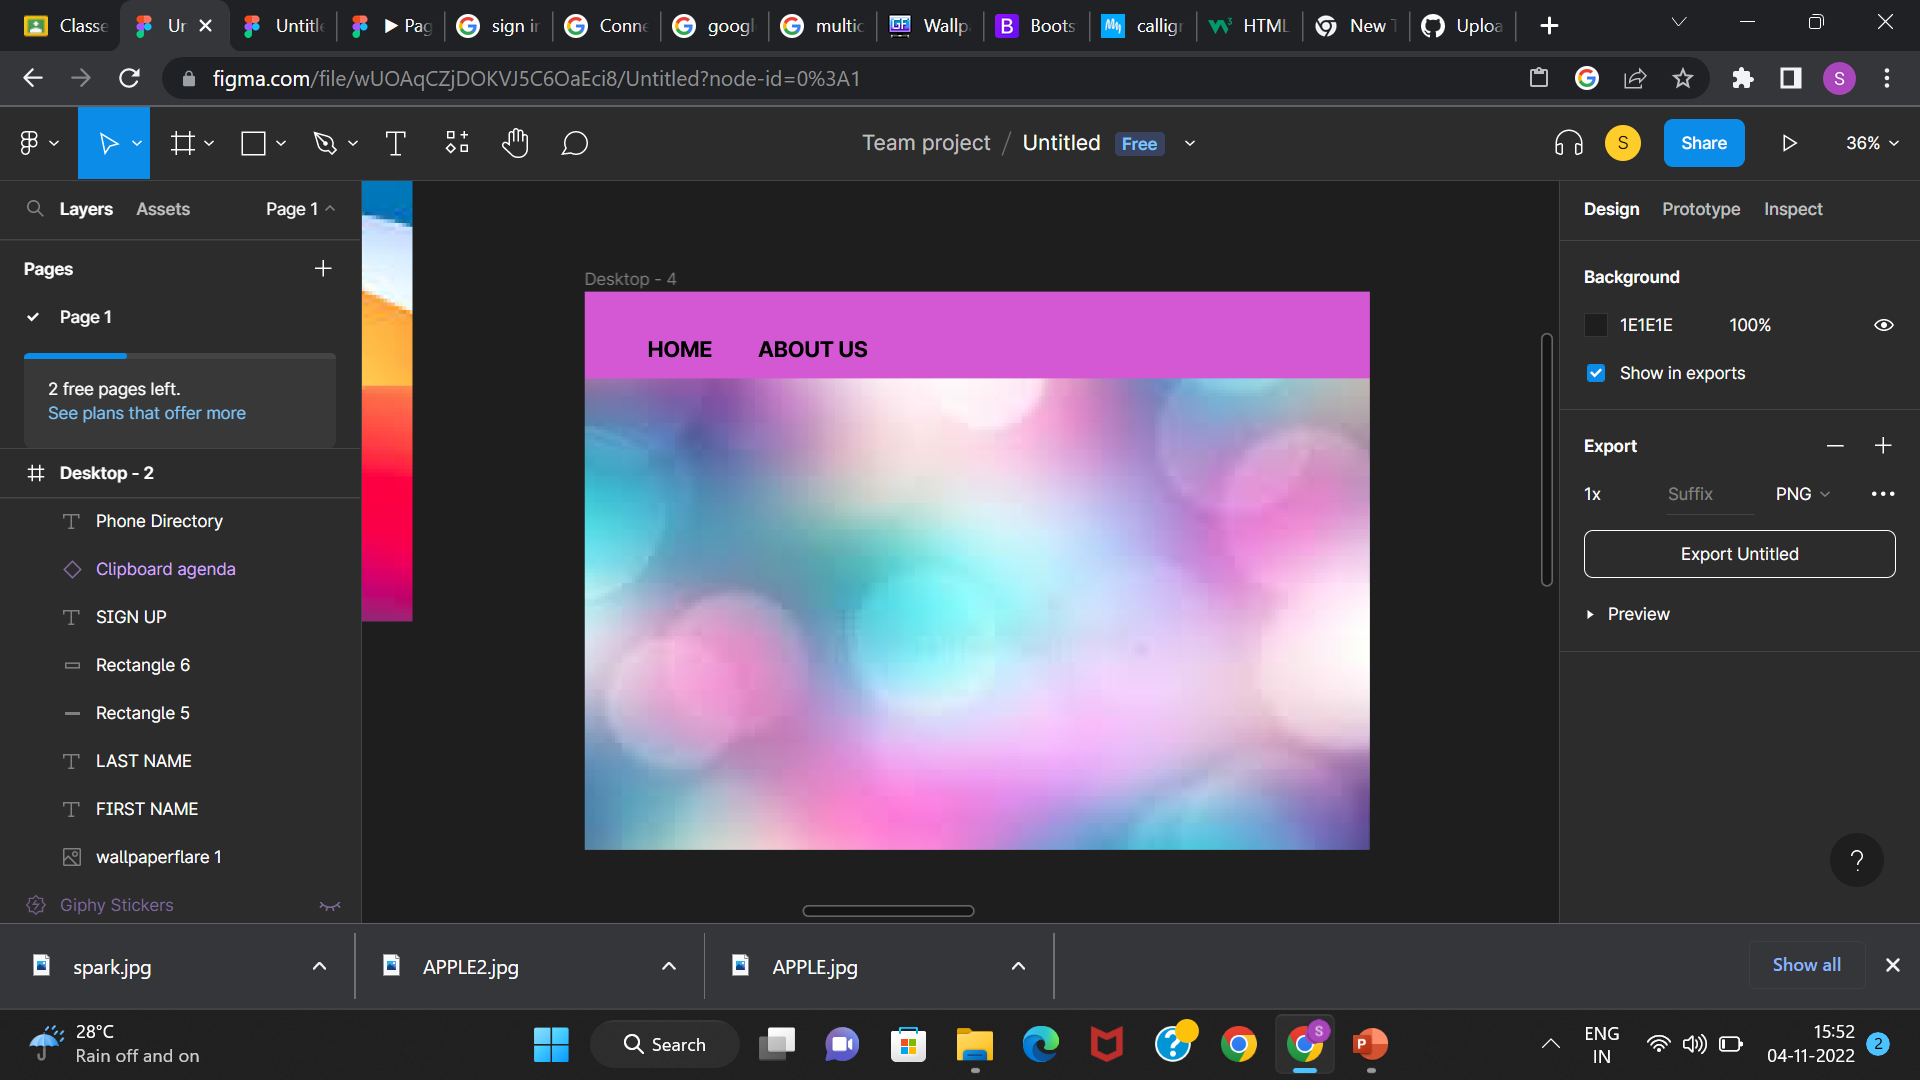 Classe
Un
Untitle
▶ Pag
sign in
Conne
googl
multic
Wallp
Boots
calligr
HTML
New T
Uploa
figma.com/file/wUOAqCZjDOKVJ5C6OaEci8/Untitled?node-id=0%3A1
S
Team project / Untitled Free
S
Share
36%
Layers Assets Page 1
Pages
Page 1
2 free pages left.
See plans that offer more
Desktop - 2
Phone Directory
Clipboard agenda
SIGN UP
Rectangle 6
Rectangle 5
LAST NAME
FIRST NAME
wallpaperflare 1
Giphy Stickers
Desktop - 4
HOME ABOUT US
Design Prototype Inspect
Background
1E1E1E 100%
Show in exports
Export
1x Suffix PNG
Export Untitled
Preview
?
spark.jpg
APPLE2.jpg
APPLE.jpg
Show all
28°C
Rain off and on
Search
S
ENG
IN
15:52
04-11-2022
2